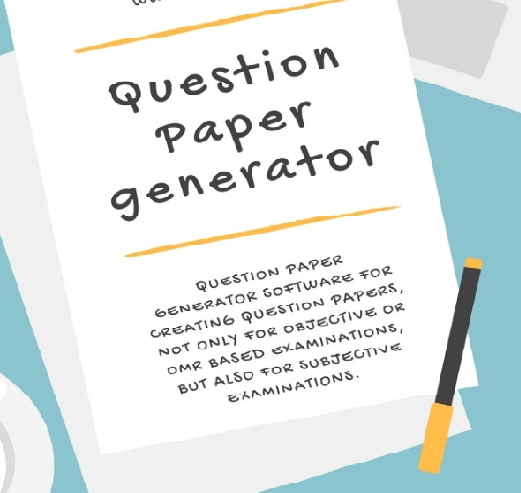 Question
Paper
generator
QUESTION PAPER
GENERATOR SOFTWARE FOR
CREATING QUESTION PAPERS,
NOT ONLY FOR OBJECTIVE OR
OMR BASED EXAMINATIONS,
BUT ALSO FOR SUBJECTIVE
EXAMINATIONS.